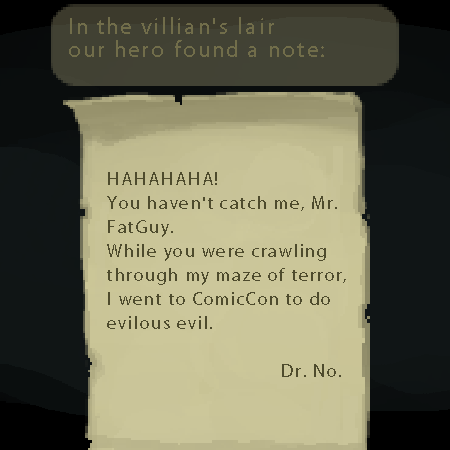 In the villian's lair
our hero found a note:
HAHAHAHA!
You haven't catch me, Mr.
FatGuy.
While you were crawling
through my maze of terror,
I went to ComicCon to do
evilous evil.
Dr. No.